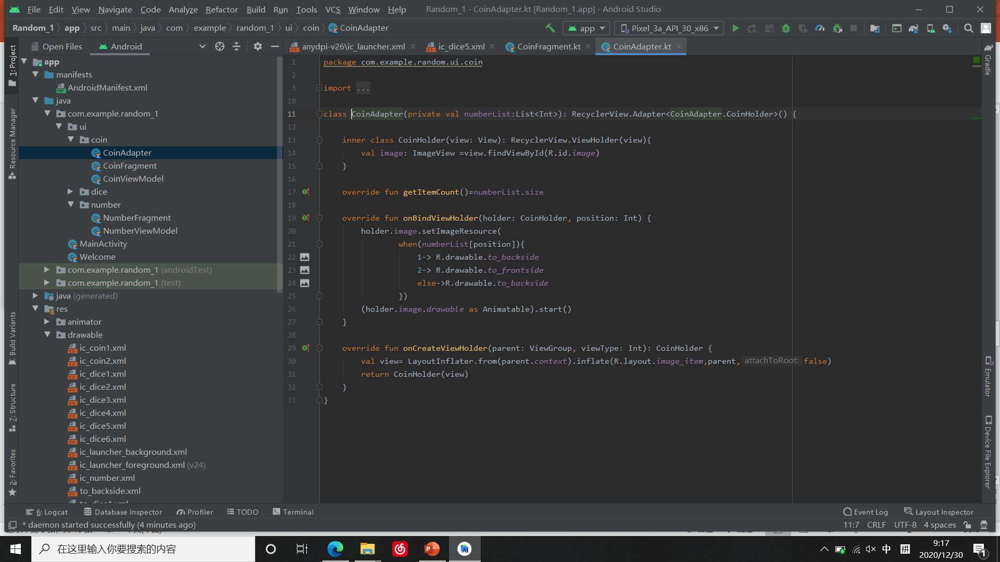 File Edit View Navigate Code Analyze Refactor Build Run Tools VCS Window Help Random_1 - CoinAdapter.kt [Random_1.app] - Android Studio
Random_1 app src main java com example random_1 ui coin CoinAdapter
app Pixel_3a_API_30_x86
Open Files Android
anydpi-v26\ic_launcher.xml ic_dice5.xml CoinFragment.kt CoinAdapter.kt
1: Project
Resource Manager
Build Variants
7: Structure
2: Favorites
app
manifests
AndroidManifest.xml
java
com.example.random_1
ui
coin
CoinAdapter
CoinFragment
CoinViewModel
dice
number
NumberFragment
NumberViewModel
MainActivity
Welcome
com.example.random_1 (androidTest)
com.example.random_1 (test)
java (generated)
res
animator
drawable
ic_coin1.xml
ic_coin2.xml
ic_dice1.xml
ic_dice2.xml
ic_dice3.xml
ic_dice4.xml
ic_dice5.xml
ic_dice6.xml
ic_launcher_background.xml
ic_launcher_foreground.xml (v24)
ic_number.xml
to_backside.xml
1 package com.example.random.ui.coin
2
3 import ...
10
11 class CoinAdapter(private val numberList:List<Int>): RecyclerView.Adapter<CoinAdapter.CoinHolder>() {
12
13 inner class CoinHolder(view: View): RecyclerView.ViewHolder(view){
14 val image: ImageView =view.findViewById(R.id.image)
15 }
16
17 override fun getItemCount()=numberList.size
18
19 override fun onBindViewHolder(holder: CoinHolder, position: Int) {
20 holder.image.setImageResource(
21 when(numberList[position]){
22 1-> R.drawable.to_backside
23 2-> R.drawable.to_frontside
24 else->R.drawable.to_backside
25 })
26 (holder.image.drawable as Animatable).start()
27 }
28
29 override fun onCreateViewHolder(parent: ViewGroup, viewType: Int): CoinHolder {
30 val view= LayoutInflater.from(parent.context).inflate(R.layout.image_item,parent, attachToRoot: false)
31 return CoinHolder(view)
32 }
33 }
Gradle
Emulator
Device File Explorer
6: Logcat Database Inspector Profiler TODO Terminal Event Log Layout Inspector
* daemon started successfully (4 minutes ago) 11:7 CRLF UTF-8 4 spaces
在这里输入你要搜索的内容
中 拼
9:17
2020/12/30
1